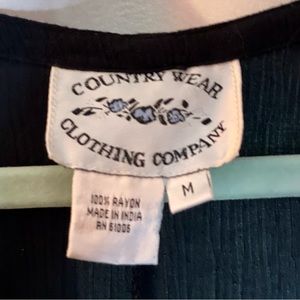 COUNTRY WEAR
CLOTHING COMPANY
M
100% RAYON
MADE IN INDIA
RN 61005